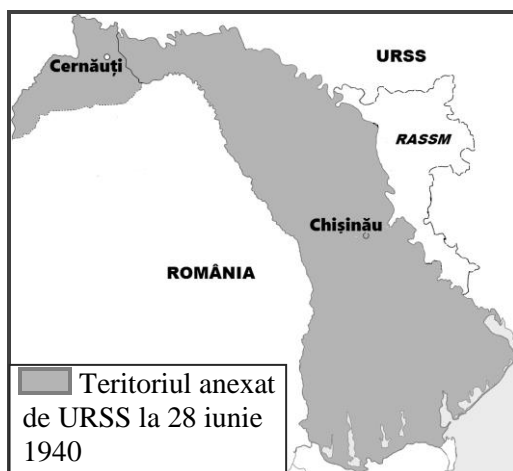 Cernăuți
URSS
RASSM
Chișinău
ROMÂNIA
Teritoriul anexat
de URSS la 28 iunie
1940